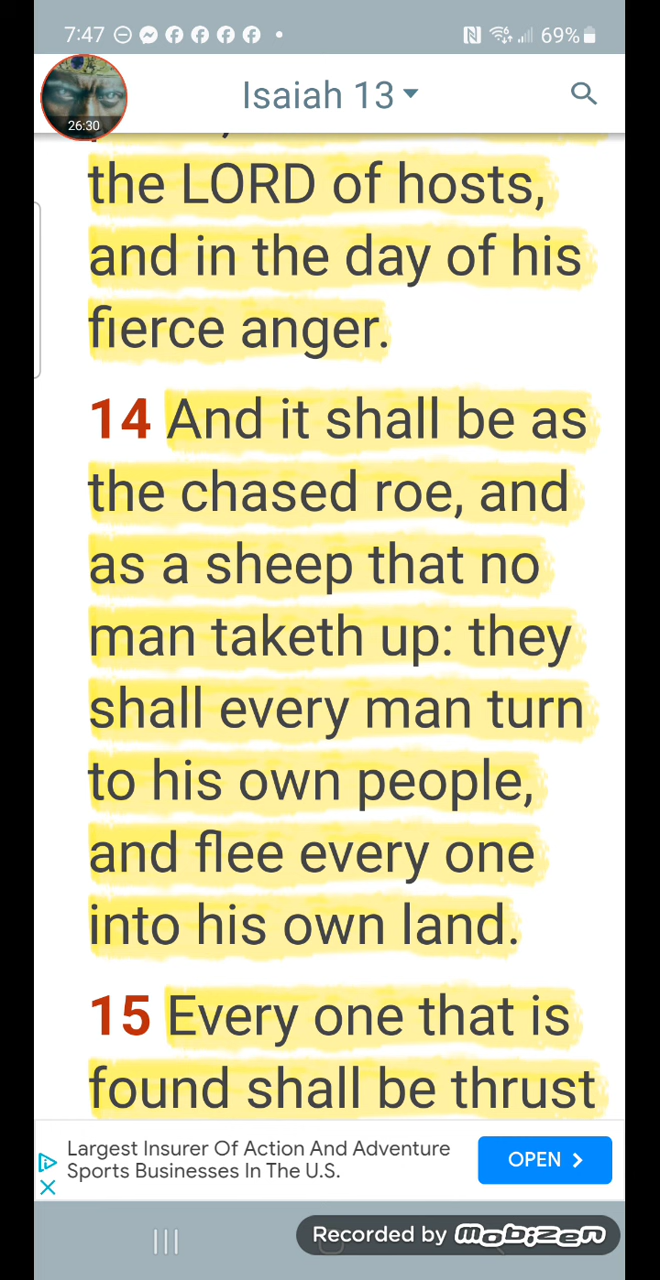 7:47
69%
26:30
Isaiah 13
the LORD of hosts,
and in the day of his
fierce anger.
14 And it shall be as
the chased roe, and
as a sheep that no
man taketh up: they
shall every man turn
to his own people,
and flee every one
into his own land.
15 Every one that is
found shall be thrust
Largest Insurer Of Action And Adventure
Sports Businesses In The U.S.
OPEN
Recorded by mobizen